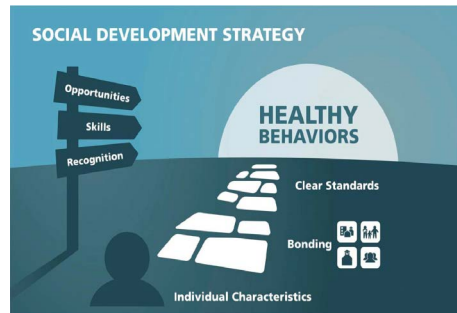 SOCIAL DEVELOPMENT STRATEGY
Opportunities
Skills
Recognition
HEALTHY
BEHAVIORS
Clear Standards
Bonding
Individual Characteristics